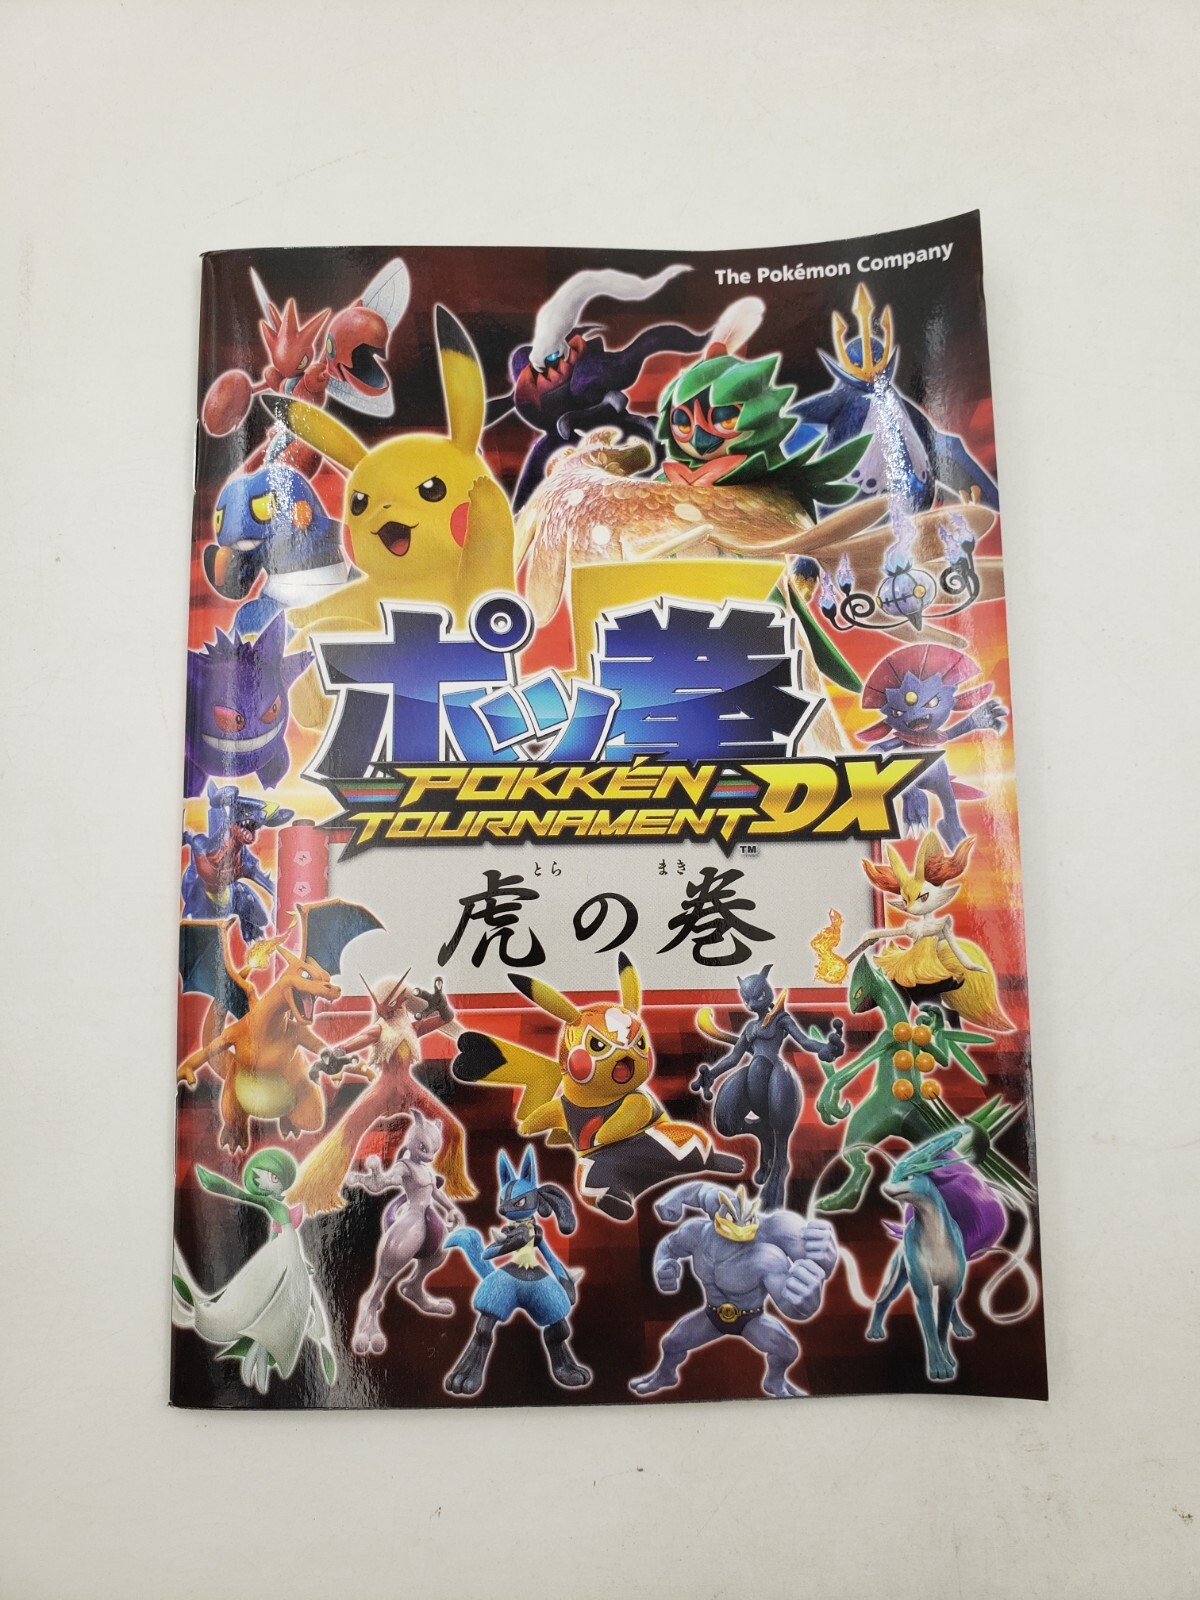 The Pokémon Company
ポッ拳
POKKÉN
TOURNAMENT DX
TM
とら まき
虎の巻